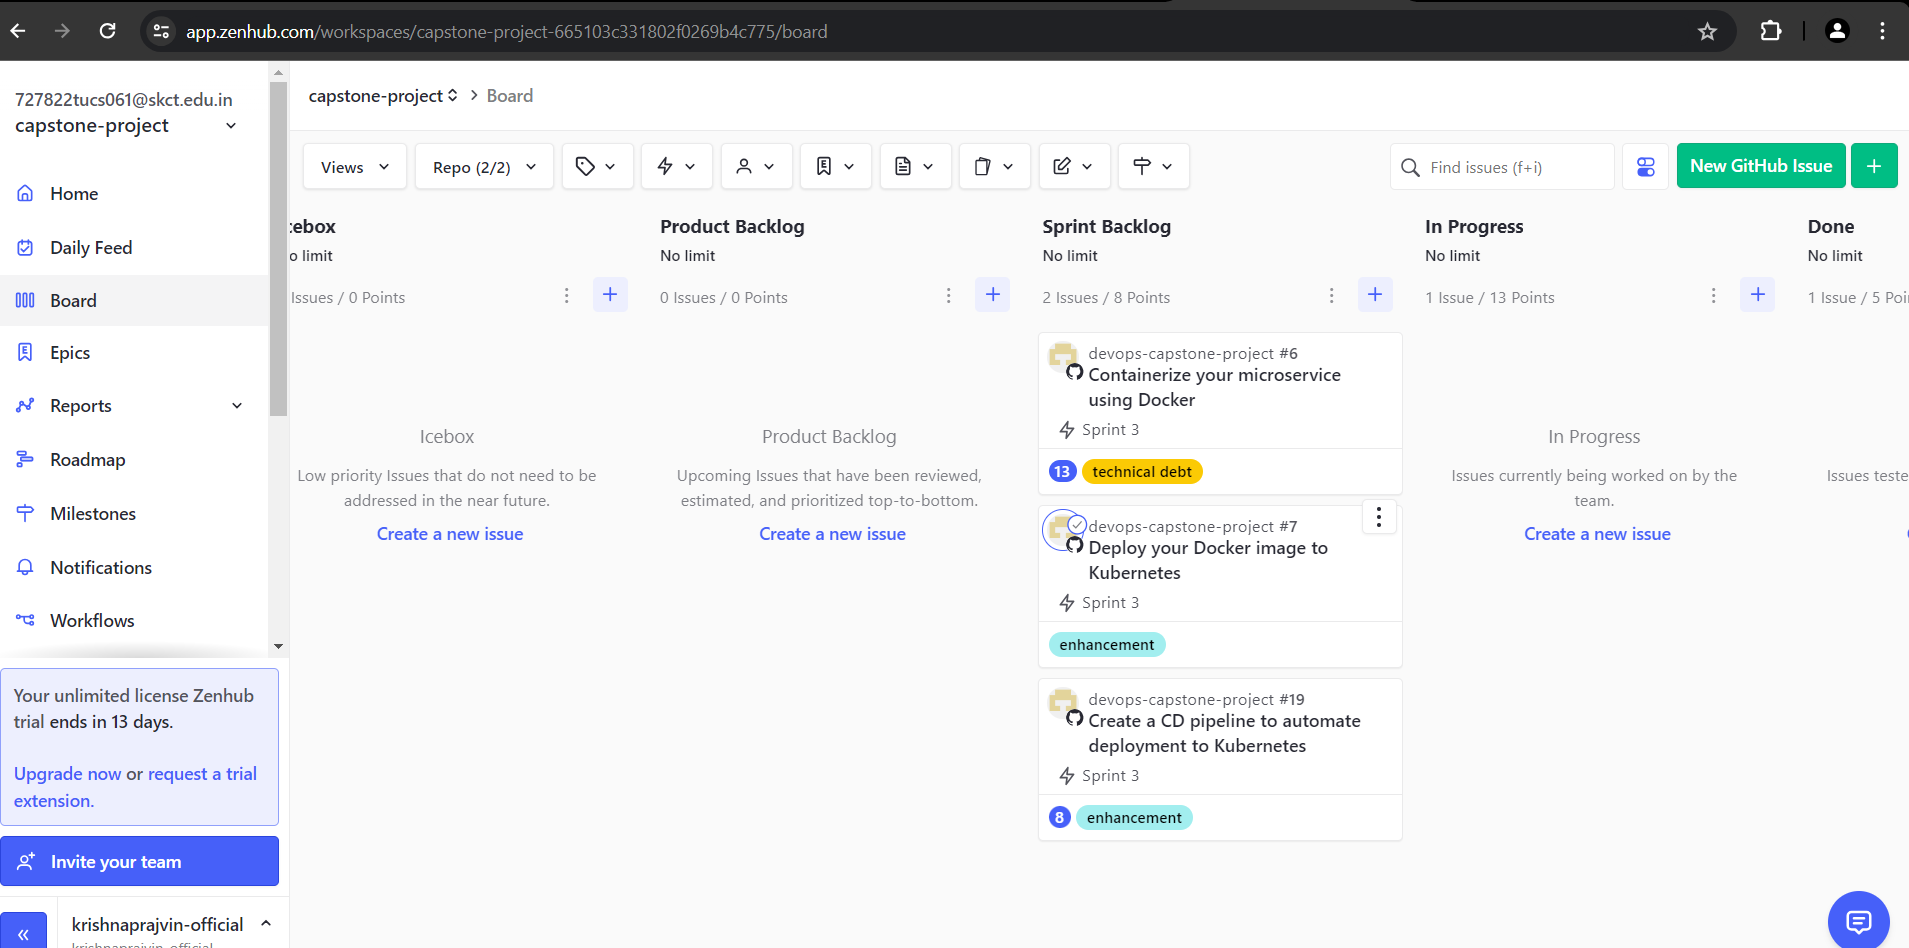 app.zenhub.com/workspaces/capstone-project-665103c331802f0269b4c775/board
727822tucs061@skct.edu.in
capstone-project
Home
Daily Feed
Board
Epics
Reports
Roadmap
Milestones
Notifications
Workflows
Your unlimited license Zenhub
trial ends in 13 days.
Upgrade now or request a trial
extension.
Invite your team
krishnaprajvin-official
krishnaprajvin-official
capstone-project > Board
Views
Repo (2/2)
Find issues (f+i)
New GitHub Issue
+
cebox
o limit
Issues / 0 Points
Icebox
Low priority Issues that do not need to be
addressed in the near future.
Create a new issue
Product Backlog
No limit
0 Issues / 0 Points
Product Backlog
Upcoming Issues that have been reviewed,
estimated, and prioritized top-to-bottom.
Create a new issue
Sprint Backlog
No limit
2 Issues / 8 Points
devops-capstone-project #6
Containerize your microservice
using Docker
Sprint 3
13 technical debt
devops-capstone-project #7
Deploy your Docker image to
Kubernetes
Sprint 3
enhancement
devops-capstone-project #19
Create a CD pipeline to automate
deployment to Kubernetes
Sprint 3
8 enhancement
In Progress
No limit
1 Issue / 13 Points
In Progress
Issues currently being worked on by the
team.
Create a new issue
Done
No limit
1 Issue / 5 Poi
Issues teste